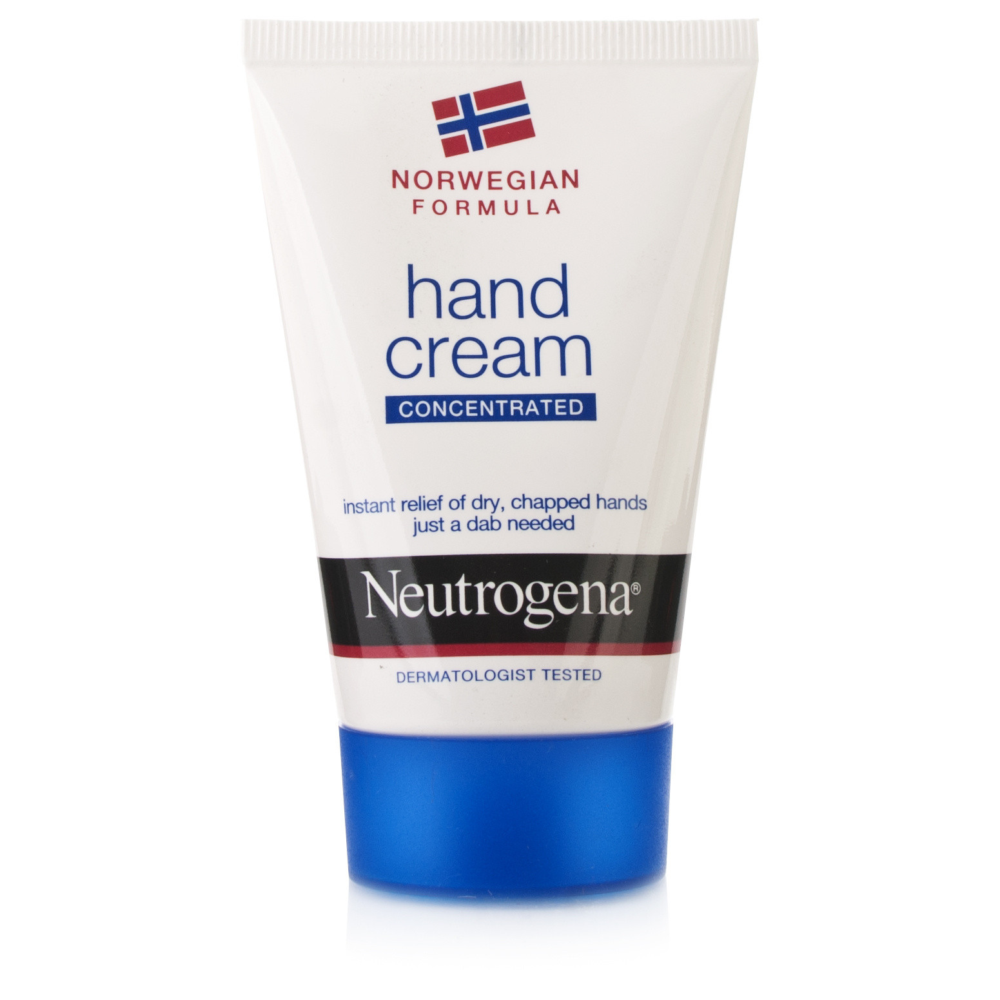 NORWEGIAN
FORMULA
hand
cream
CONCENTRATED
instant relief of dry, chapped hands
just a dab needed
Neutrogena®
DERMATOLOGIST TESTED